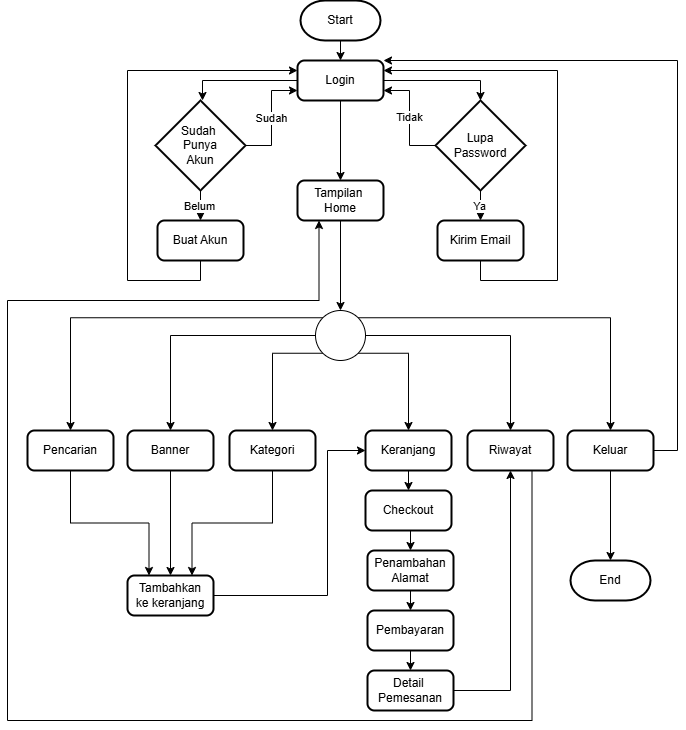 Start
Login
Sudah
Tidak
Sudah
Punya
Akun
Lupa
Password
Belum
Ya
Tampilan
Home
Buat Akun
Kirim Email
Pencarian
Banner
Kategori
Keranjang
Riwayat
Keluar
Checkout
Penambahan
Alamat
Tambahkan
ke keranjang
End
Pembayaran
Detail
Pemesanan